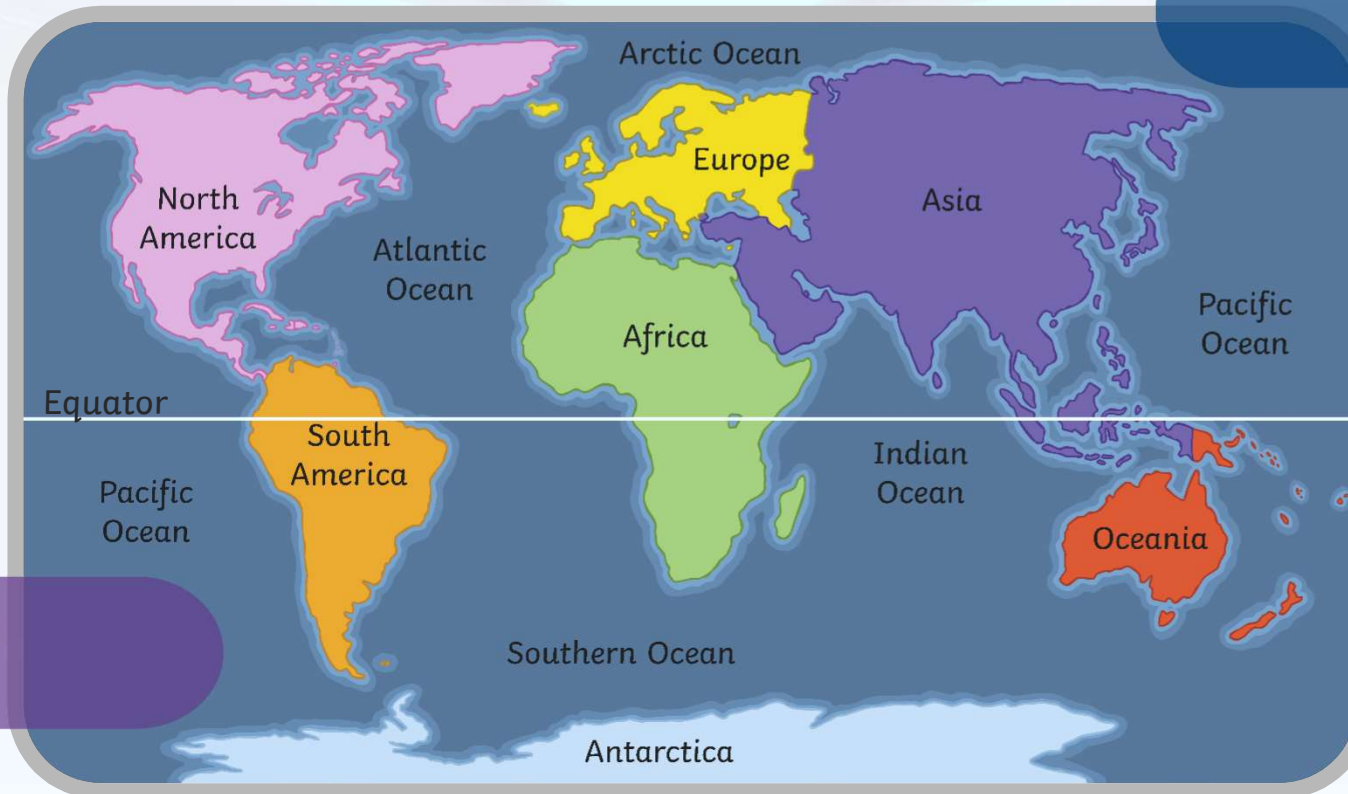 Arctic Ocean
Europe
North
America
Asia
Atlantic
Ocean
Pacific
Ocean
Africa
Equator
South
America
Indian
Ocean
Pacific
Ocean
Oceania
Southern Ocean
Antarctica